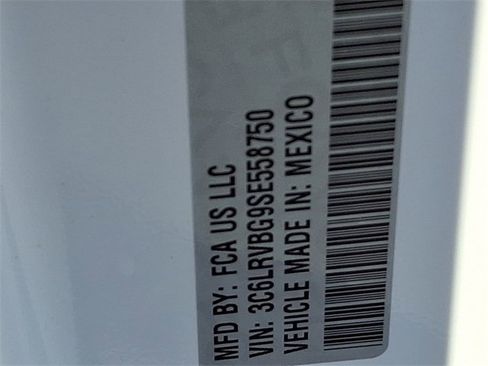 MFD BY: FCA US LLC
VIN: 3C6LRVBG9SE558750
VEHICLE MADE IN: MEXICO